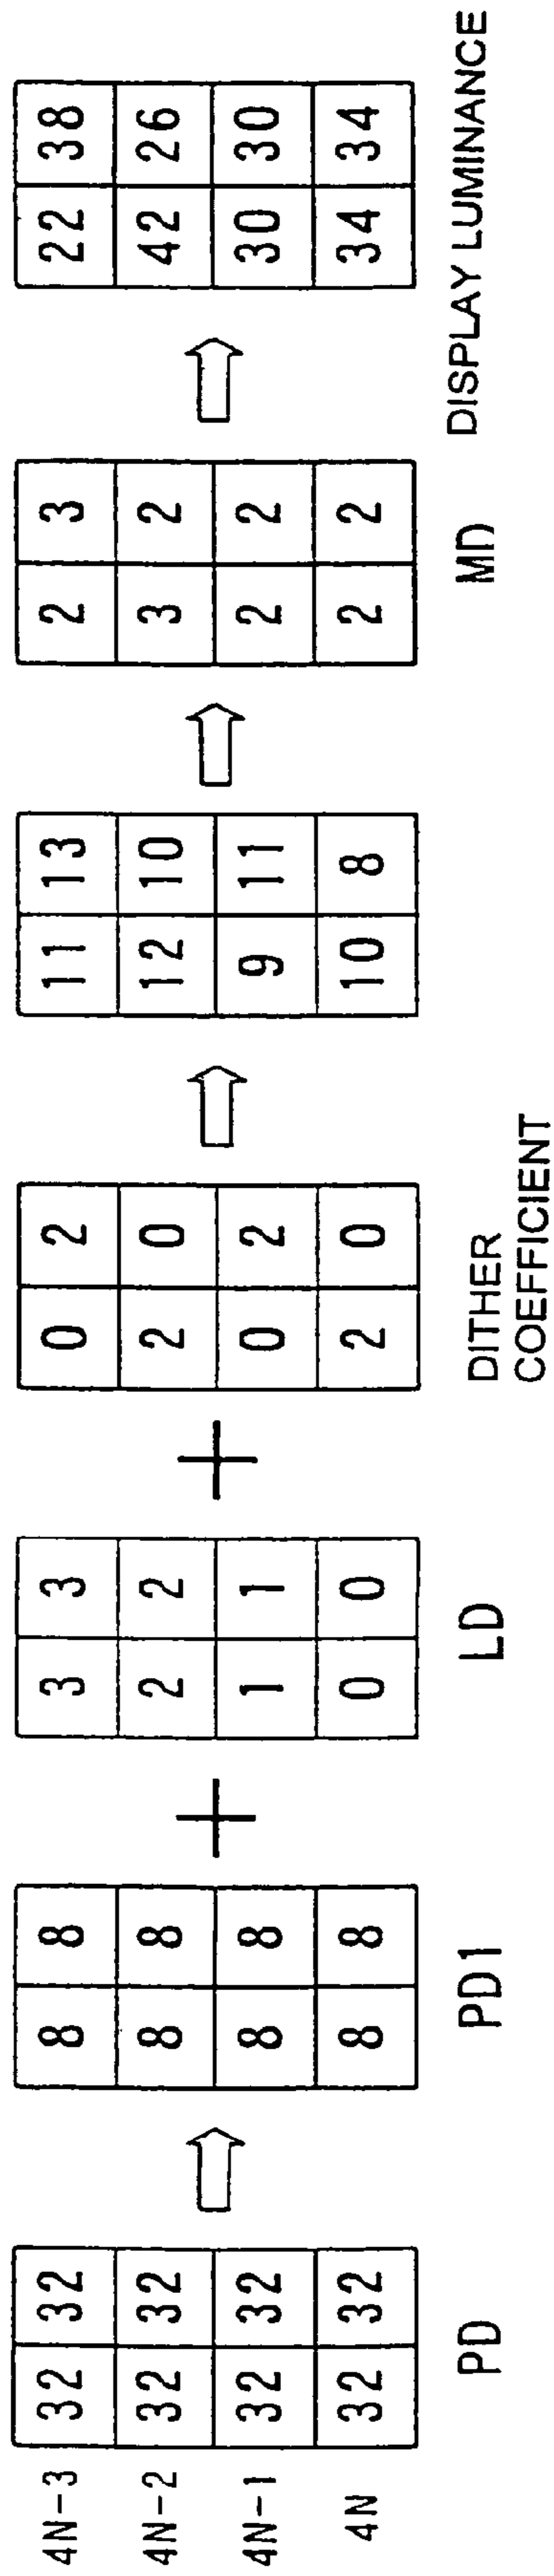 4N-3 32 32 8 8 3 3 0 2 11 13 2 3 22 38
4N-2 32 32 8 8 2 2 2 0 12 10 3 2 42 26
+ +
4N-1 32 32 8 8 1 1 0 2 9 11 2 2 30 30
4N 32 32 8 8 0 0 2 0 10 8 2 2 34 34
PD PD1 LD DITHER MD DISPLAY LUMINANCE
COEFFICIENT